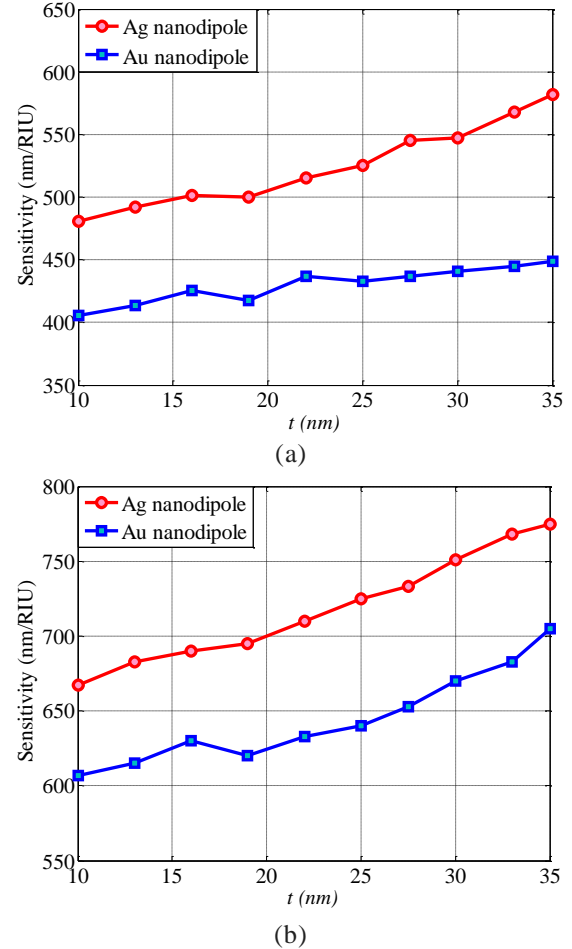 700
Ag nanodipole
650
Au nanodipole
600
550
500
450
400
350
Sensitivity (nm/RIU)
10 15 20 25 30 35
t (nm)
(a)
800
Ag nanodipole
Au nanodipole
750
700
650
600
550
Sensitivity (nm/RIU)
10 15 20 25 30 35
t (nm)
(b)